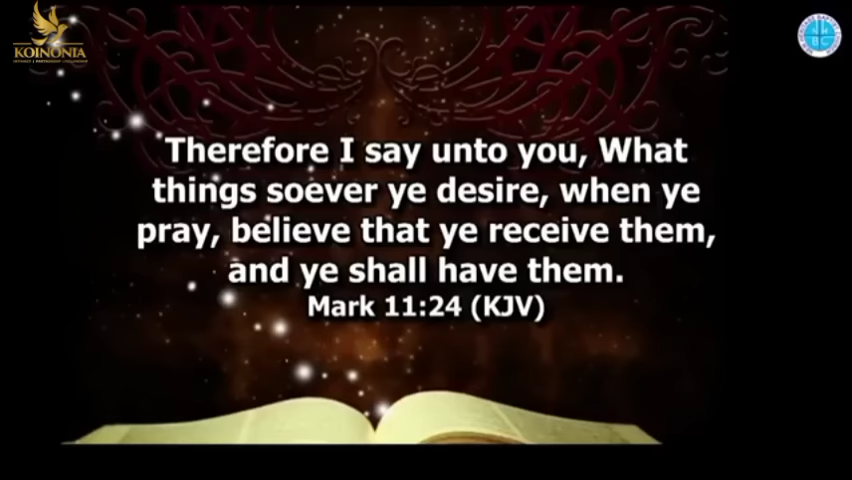 KOINONIA
Therefore I say unto you, What
things soever ye desire, when ye
pray, believe that ye receive them,
and ye shall have them.
Mark 11:24 (KJV)